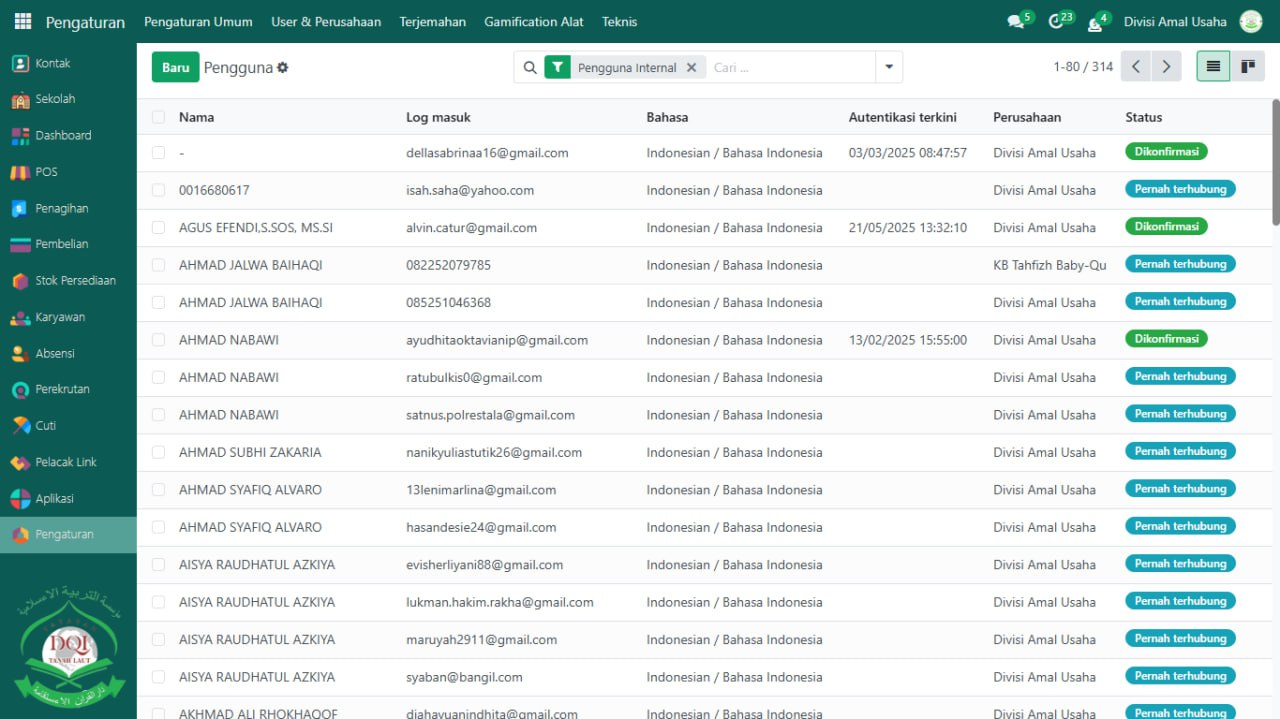 Pengaturan Pengaturan Umum User & Perusahaan Terjemahan Gamification Alat Teknis 5 23 4 Divisi Amal Usaha
Kontak
Sekolah
Dashboard
POS
Penagihan
Pembelian
Stok Persediaan
Karyawan
Absensi
Perekrutan
Cuti
Pelacak Link
Aplikasi
Pengaturan
مؤسسة التربية الاسلامية
YAYASAN
DQI
TANAH LAUT
دار القرآن الاستقامة
Baru Pengguna Pengguna Internal Cari ... 1-80 / 314
Nama Log masuk Bahasa Autentikasi terkini Perusahaan Status
- dellasabrinaa16@gmail.com Indonesian / Bahasa Indonesia 03/03/2025 08:47:57 Divisi Amal Usaha Dikonfirmasi
0016680617 isah.saha@yahoo.com Indonesian / Bahasa Indonesia Divisi Amal Usaha Pernah terhubung
AGUS EFENDI,S.SOS, MS.SI alvin.catur@gmail.com Indonesian / Bahasa Indonesia 21/05/2025 13:32:10 Divisi Amal Usaha Dikonfirmasi
AHMAD JALWA BAIHAQI 082252079785 Indonesian / Bahasa Indonesia KB Tahfizh Baby-Qu Pernah terhubung
AHMAD JALWA BAIHAQI 085251046368 Indonesian / Bahasa Indonesia Divisi Amal Usaha Pernah terhubung
AHMAD NABAWI ayudhitaoktavianip@gmail.com Indonesian / Bahasa Indonesia 13/02/2025 15:55:00 Divisi Amal Usaha Dikonfirmasi
AHMAD NABAWI ratubulkis0@gmail.com Indonesian / Bahasa Indonesia Divisi Amal Usaha Pernah terhubung
AHMAD NABAWI satnus.polrestala@gmail.com Indonesian / Bahasa Indonesia Divisi Amal Usaha Pernah terhubung
AHMAD SUBHI ZAKARIA nanikyuliastutik26@gmail.com Indonesian / Bahasa Indonesia Divisi Amal Usaha Pernah terhubung
AHMAD SYAFIQ ALVARO 13lenimarlina@gmail.com Indonesian / Bahasa Indonesia Divisi Amal Usaha Pernah terhubung
AHMAD SYAFIQ ALVARO hasandesie24@gmail.com Indonesian / Bahasa Indonesia Divisi Amal Usaha Pernah terhubung
AISYA RAUDHATUL AZKIYA evisherliyani88@gmail.com Indonesian / Bahasa Indonesia Divisi Amal Usaha Pernah terhubung
AISYA RAUDHATUL AZKIYA lukman.hakim.rakha@gmail.com Indonesian / Bahasa Indonesia Divisi Amal Usaha Pernah terhubung
AISYA RAUDHATUL AZKIYA maruyah2911@gmail.com Indonesian / Bahasa Indonesia Divisi Amal Usaha Pernah terhubung
AISYA RAUDHATUL AZKIYA syaban@bangil.com Indonesian / Bahasa Indonesia Divisi Amal Usaha Pernah terhubung
AKHMAD ALI RHOKHAOOF diahayuanindhita@gmail.com Indonesian / Bahasa Indonesia Divisi Amal Usaha Pernah terhubung